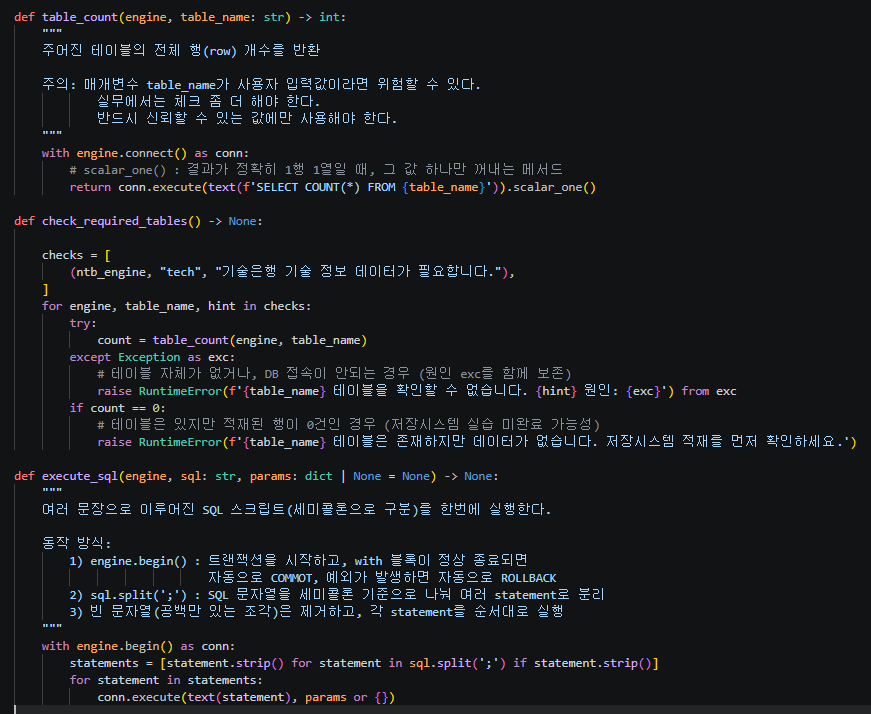 def table_count(engine, table_name: str) -> int:
"""
주어진 테이블의 전체 행(row) 개수를 반환
주의: 매개변수 table_name가 사용자 입력값이라면 위험할 수 있다.
실무에서는 체크 좀 더 해야 한다.
반드시 신뢰할 수 있는 값에만 사용해야 한다.
"""
with engine.connect() as conn:
# scalar_one() : 결과가 정확히 1행 1열일 때, 그 값 하나만 꺼내는 메서드
return conn.execute(text(f'SELECT COUNT(*) FROM {table_name}')).scalar_one()
def check_required_tables() -> None:
checks = [
(ntb_engine, "tech", "기술은행 기술 정보 데이터가 필요합니다."),
]
for engine, table_name, hint in checks:
try:
count = table_count(engine, table_name)
except Exception as exc:
# 테이블 자체가 없거나, DB 접속이 안되는 경우 (원인 exc를 함께 보존)
raise RuntimeError(f'{table_name} 테이블을 확인할 수 없습니다. {hint} 원인: {exc}') from exc
if count == 0:
# 테이블은 있지만 적재된 행이 0건인 경우 (저장시스템 실습 미완료 가능성)
raise RuntimeError(f'{table_name} 테이블은 존재하지만 데이터가 없습니다. 저장시스템 적재를 먼저 확인하세요.')
def execute_sql(engine, sql: str, params: dict | None = None) -> None:
"""
여러 문장으로 이루어진 SQL 스크립트(세미콜론으로 구분)를 한번에 실행한다.
동작 방식:
1) engine.begin() : 트랜잭션을 시작하고, with 블록이 정상 종료되면
자동으로 COMMOT, 예외가 발생하면 자동으로 ROLLBACK
2) sql.split(';') : SQL 문자열을 세미콜론 기준으로 나눠 여러 statement로 분리
3) 빈 문자열(공백만 있는 조각)은 제거하고, 각 statement를 순서대로 실행
"""
with engine.begin() as conn:
statements = [statement.strip() for statement in sql.split(';') if statement.strip()]
for statement in statements:
conn.execute(text(statement), params or {})